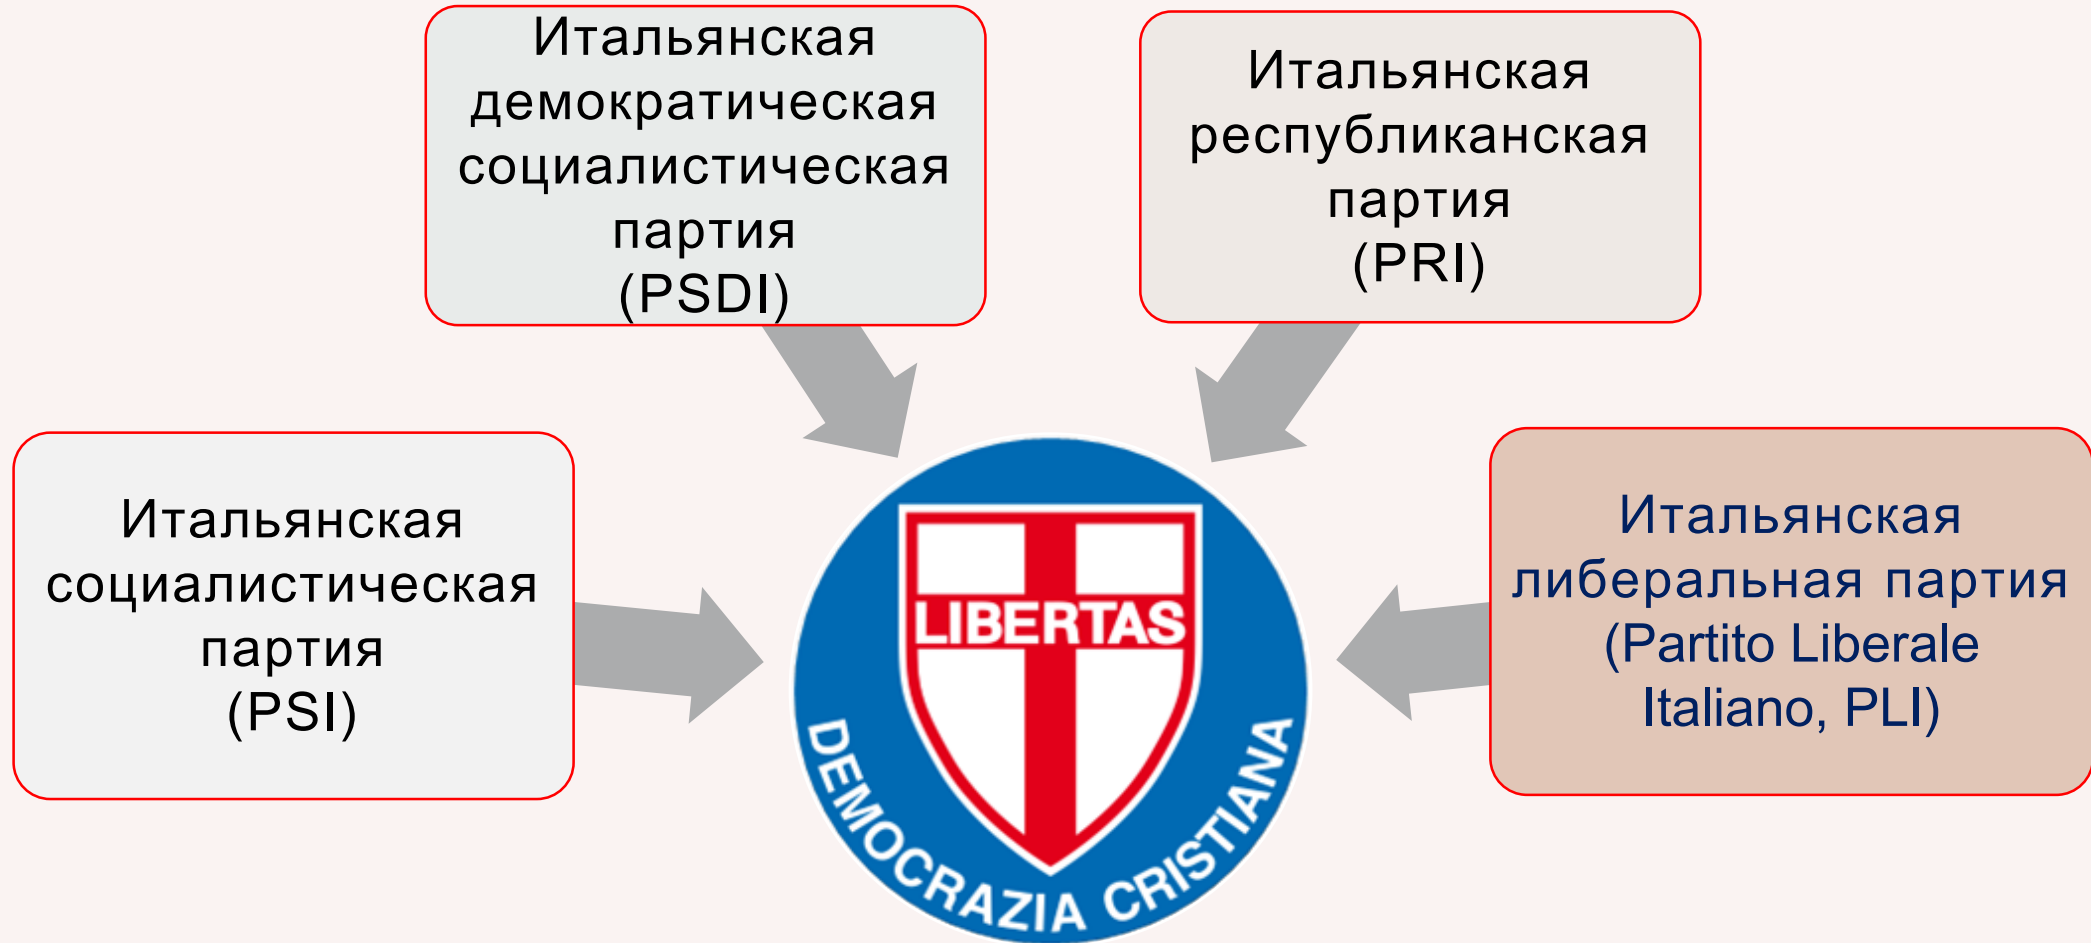 Итальянская
демократическая
социалистическая
партия
(PSDI)
Итальянская
республиканская
партия
(PRI)
Итальянская
социалистическая
партия
(PSI)
Итальянская
либеральная партия
(Partito Liberale
Italiano, PLI)
LIBERTAS
DEMOCRAZIA CRISTIANA